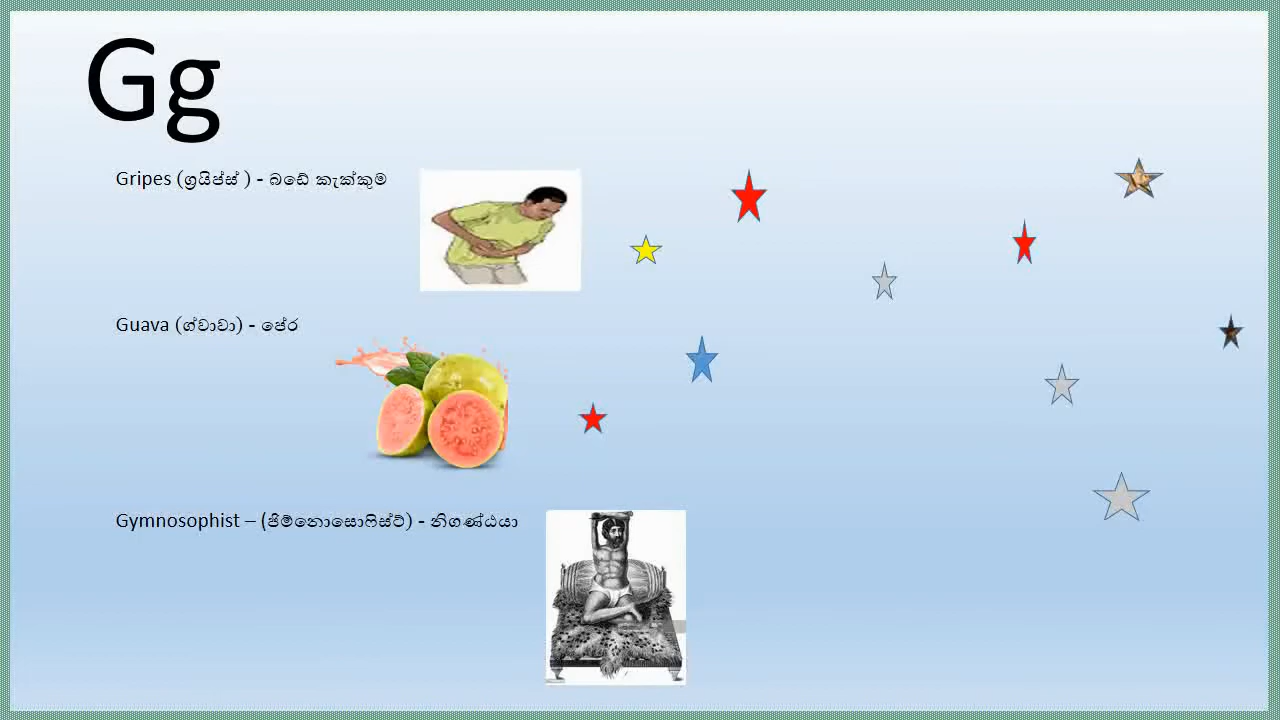 Gg
Gripes (ග්‍රයිප්ස් ) - බඩේ කැක්කුම
Guava (ග්වාවා) - පේර
Gymnosophist – (ජිම්නොසොෆිස්ට්) - නිගණ්ඨයා